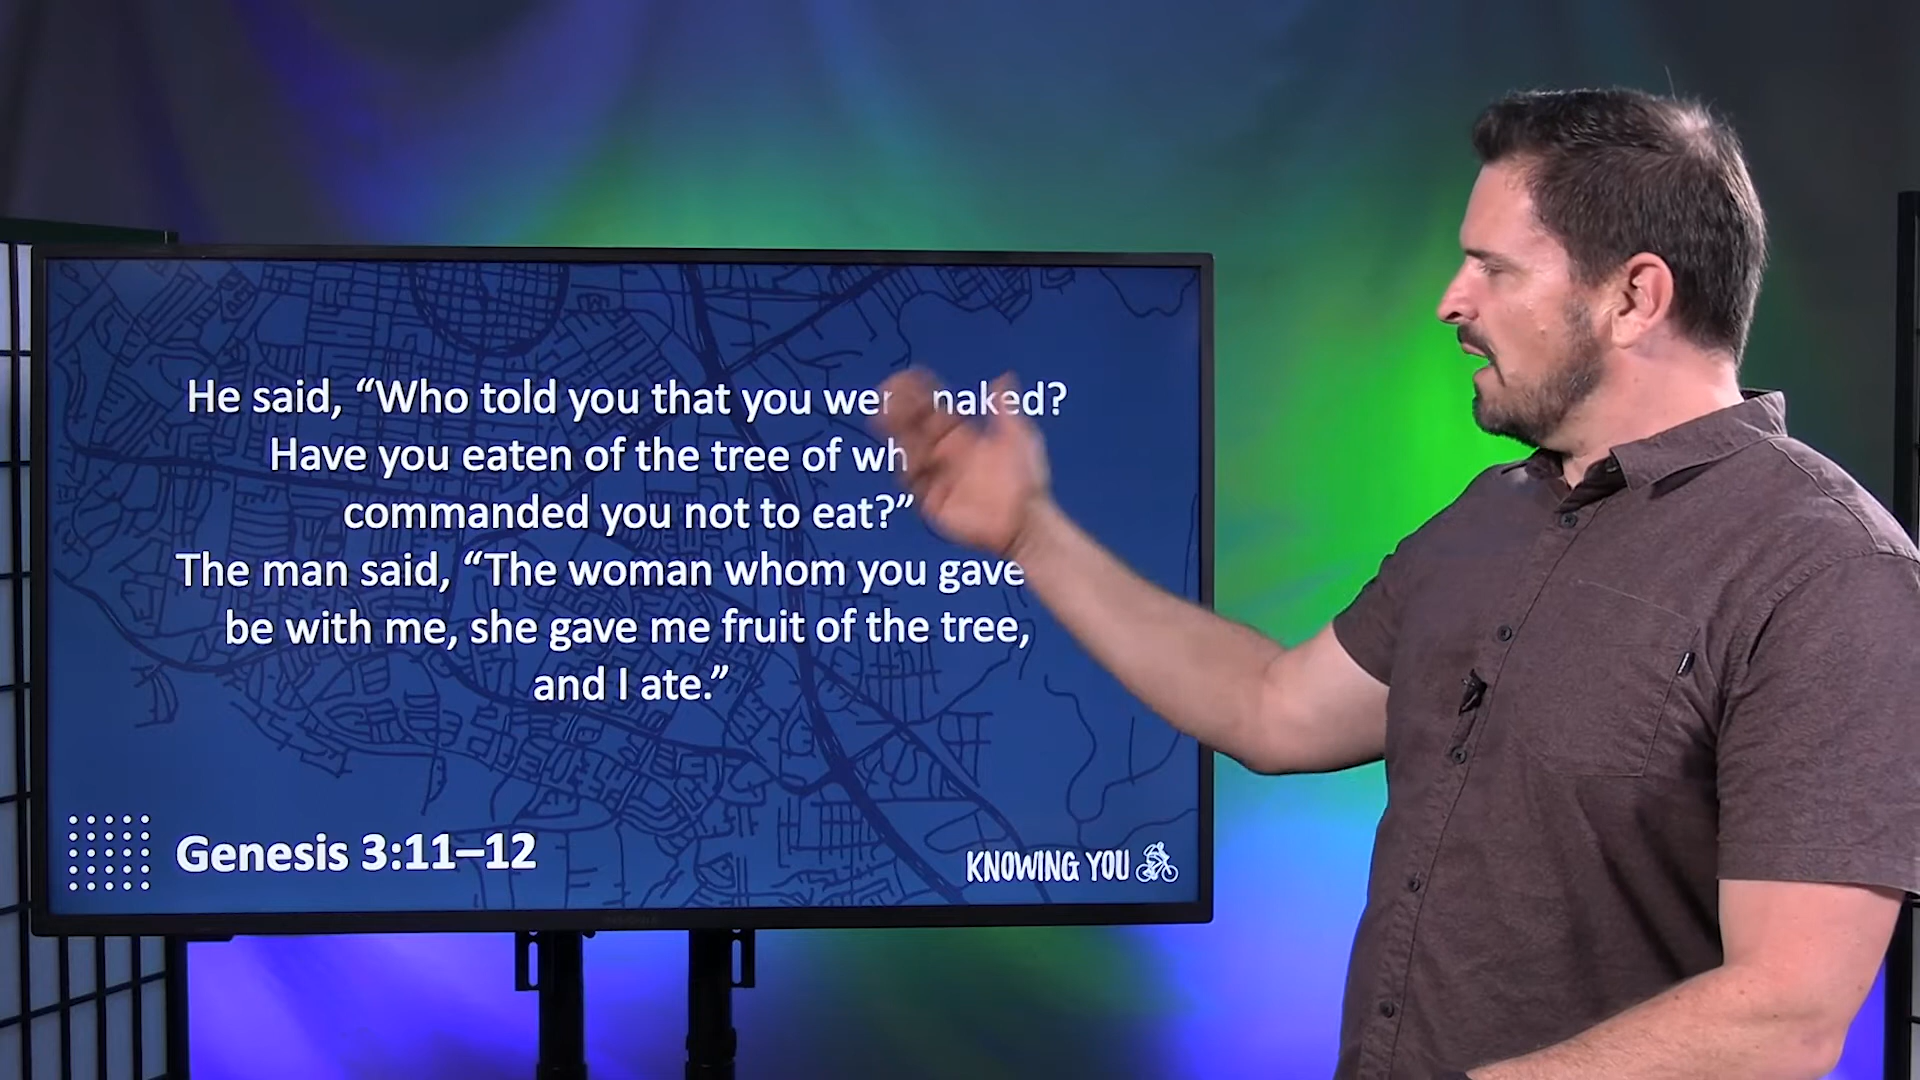 He said, “Who told you that you were naked?
Have you eaten of the tree of
commanded you not to eat?”
The man said, “The woman whom you gave
be with me, she gave me fruit of the tree,
and I ate.”
Genesis 3:11–12
KNOWING YOU